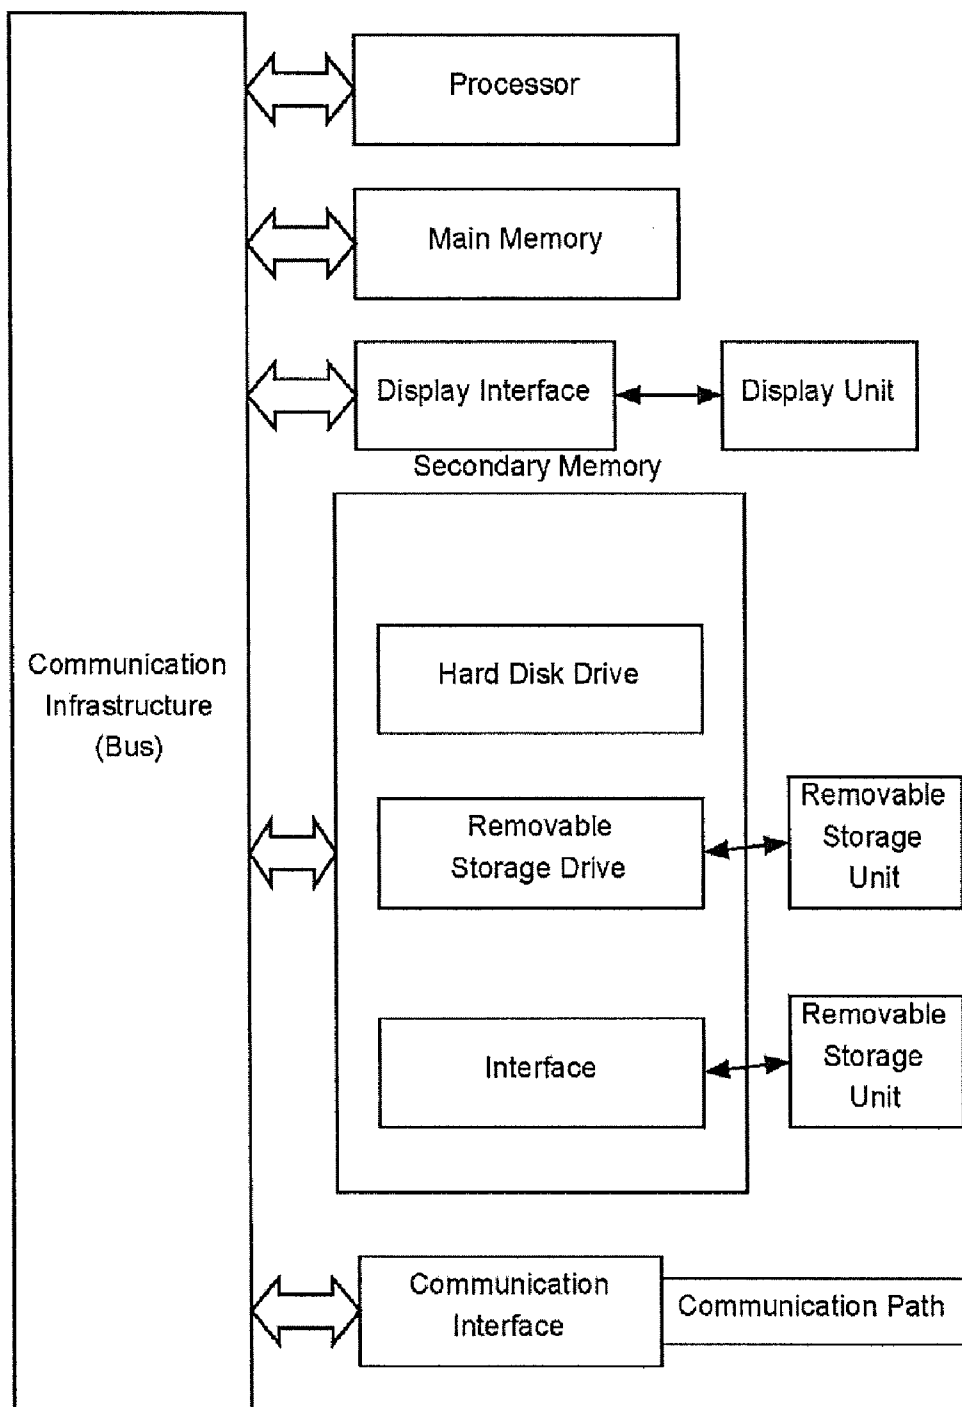 Processor
Main Memory
Display Interface
Display Unit
Secondary Memory
Communication
Infrastructure
(Bus)
Hard Disk Drive
Removable
Storage Drive
Removable
Storage
Unit
Interface
Removable
Storage
Unit
Communication
Interface
Communication Path